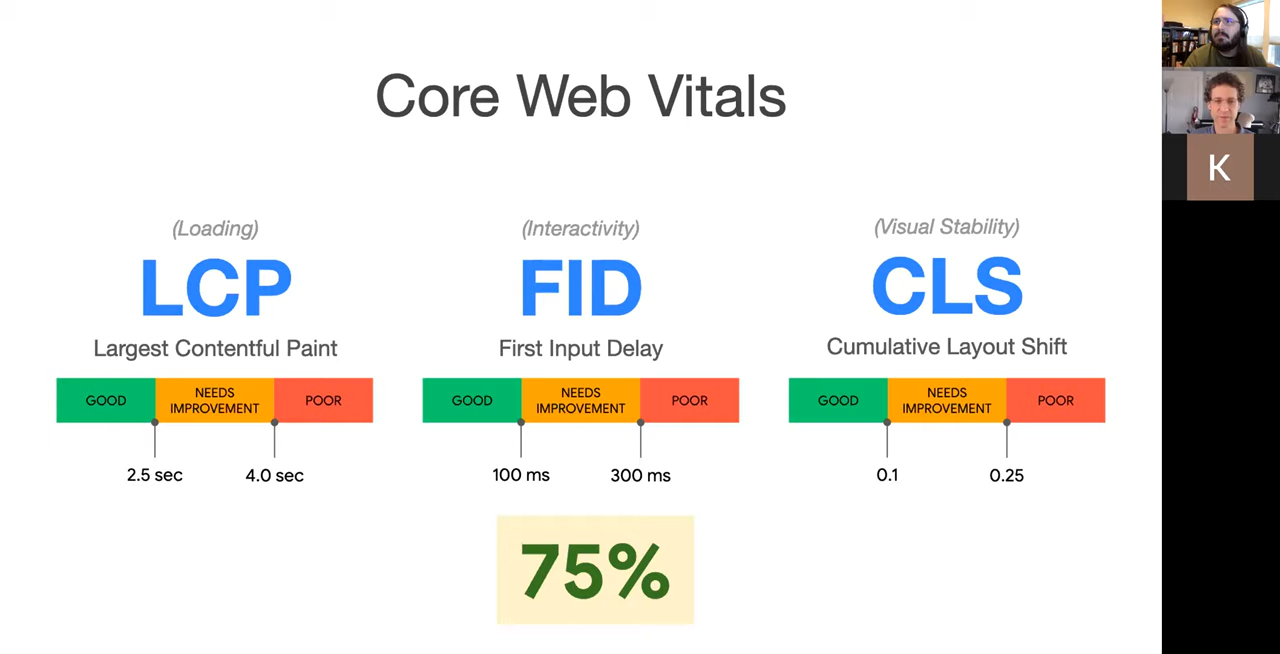 Core Web Vitals
(Loading)
LCP
Largest Contentful Paint
GOOD
NEEDS
IMPROVEMENT
POOR
2.5 sec
4.0 sec
(Interactivity)
FID
First Input Delay
GOOD
NEEDS
IMPROVEMENT
POOR
100 ms
300 ms
(Visual Stability)
CLS
Cumulative Layout Shift
GOOD
NEEDS
IMPROVEMENT
POOR
0.1
0.25
75%
K